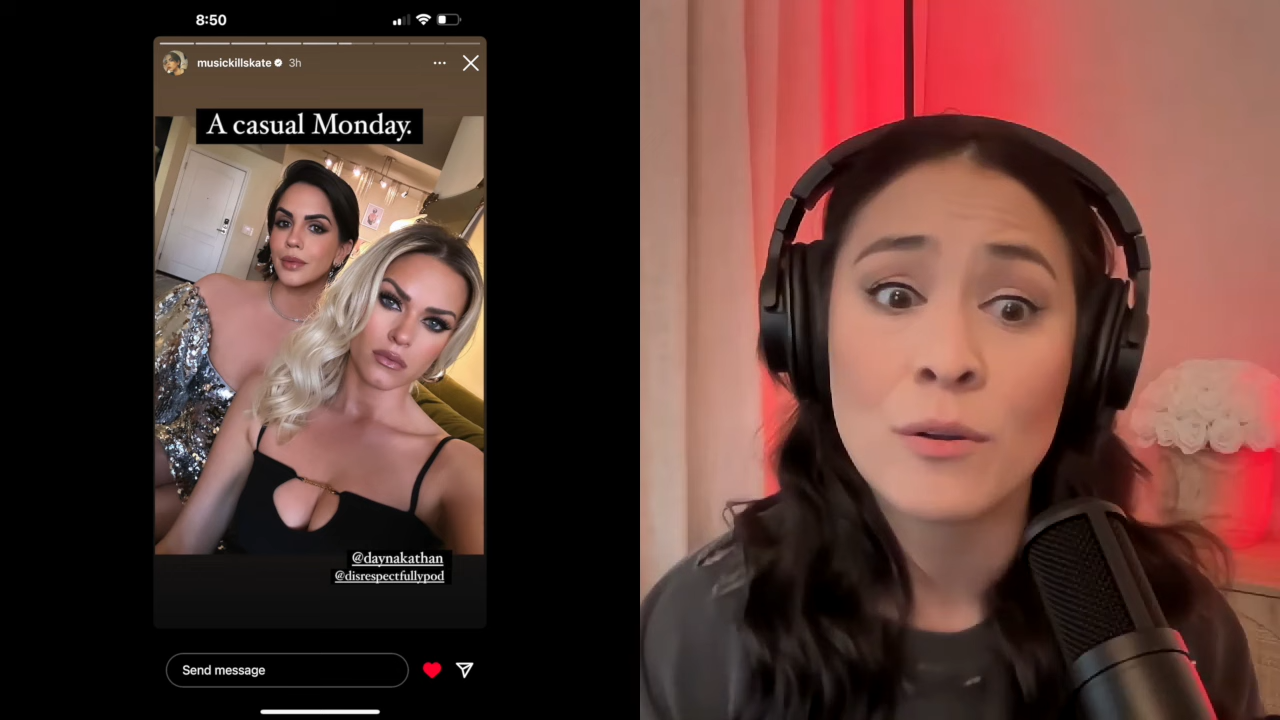 8:50
musickillskate 3h
A casual Monday.
@daynakathan
@disrespectfullypod
Send message